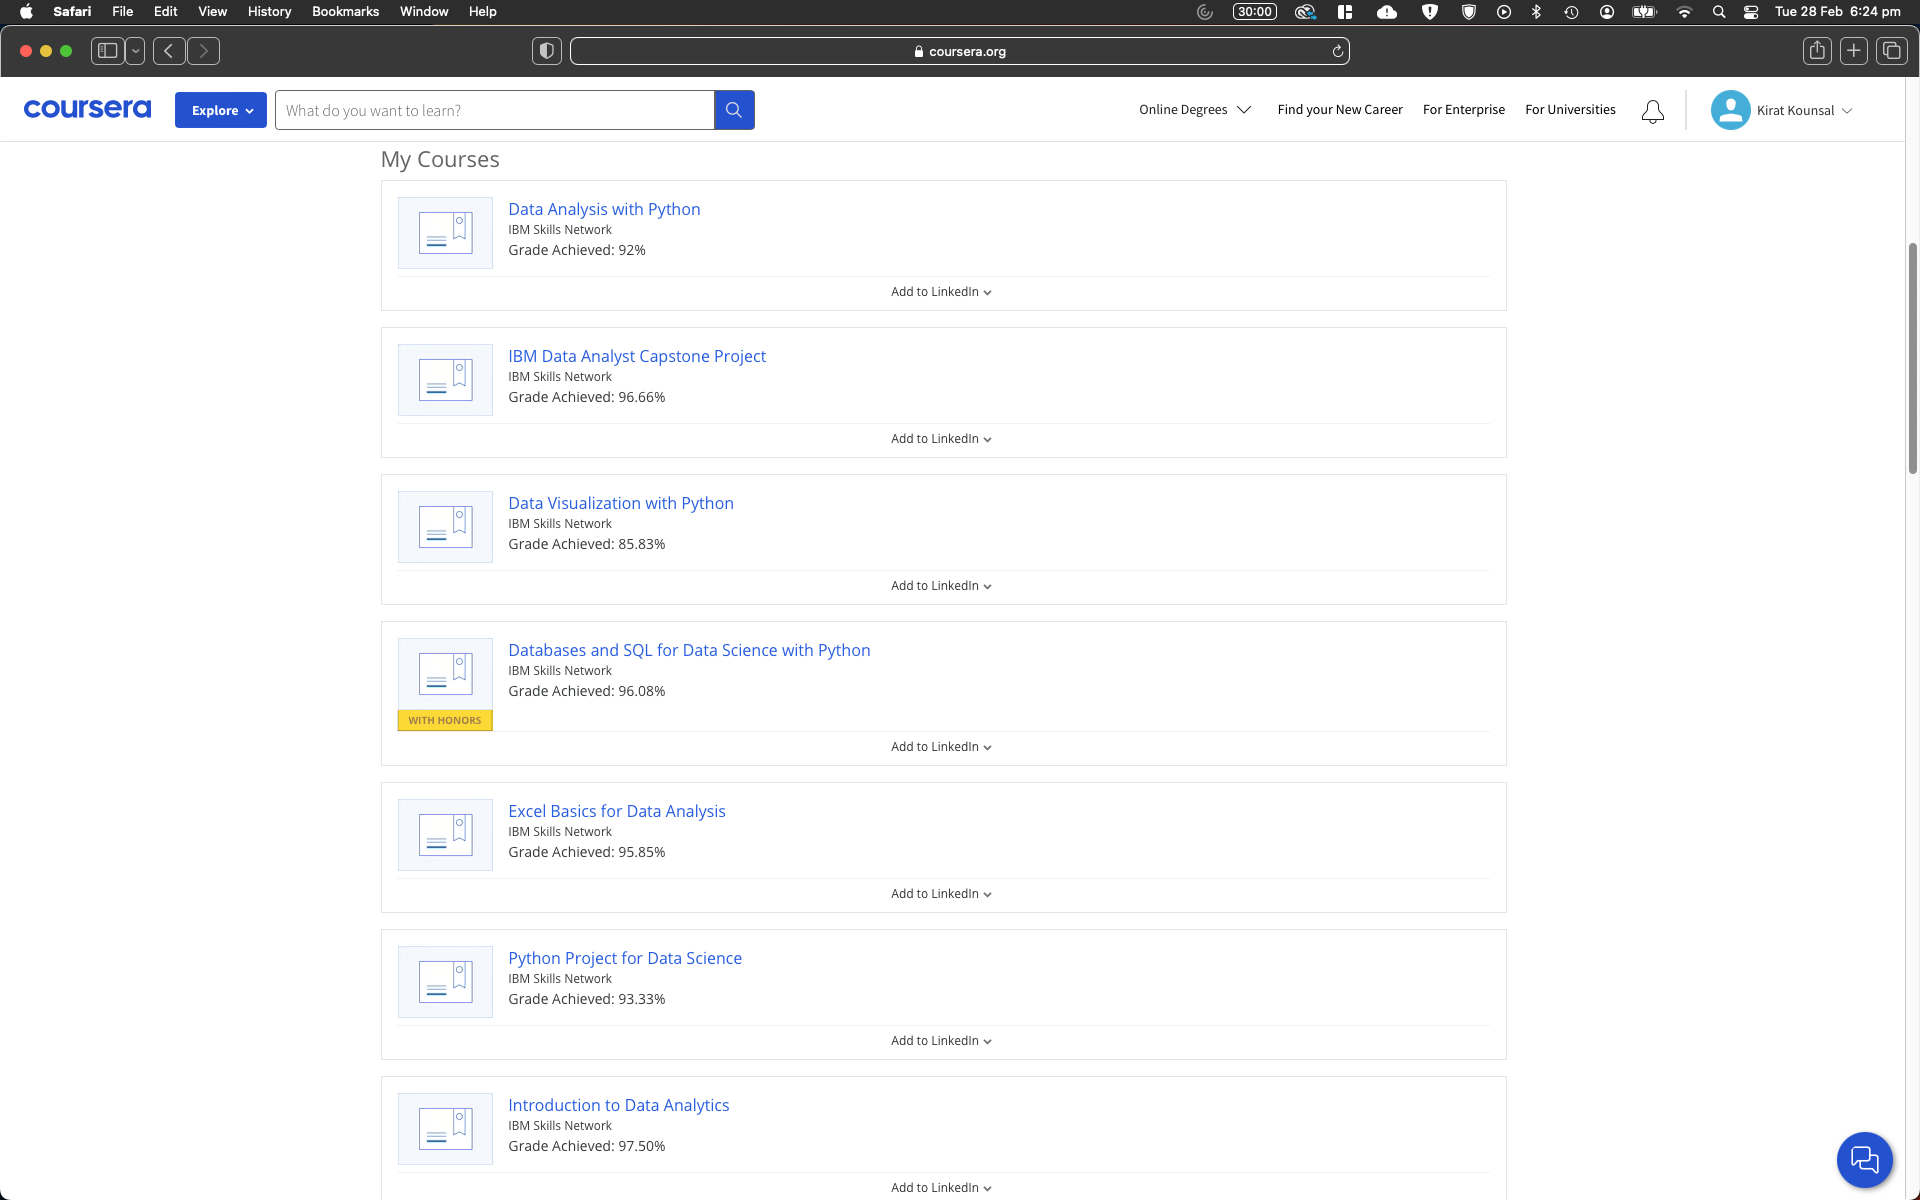 Safari File Edit View History Bookmarks Window Help 30:00 Tue 28 Feb 6:24 pm
coursera.org
coursera Explore What do you want to learn? Online Degrees Find your New Career For Enterprise For Universities Kirat Kounsal
My Courses
Data Analysis with Python
IBM Skills Network
Grade Achieved: 92%
Add to LinkedIn
IBM Data Analyst Capstone Project
IBM Skills Network
Grade Achieved: 96.66%
Add to LinkedIn
Data Visualization with Python
IBM Skills Network
Grade Achieved: 85.83%
Add to LinkedIn
Databases and SQL for Data Science with Python
IBM Skills Network
Grade Achieved: 96.08%
WITH HONORS
Add to LinkedIn
Excel Basics for Data Analysis
IBM Skills Network
Grade Achieved: 95.85%
Add to LinkedIn
Python Project for Data Science
IBM Skills Network
Grade Achieved: 93.33%
Add to LinkedIn
Introduction to Data Analytics
IBM Skills Network
Grade Achieved: 97.50%
Add to LinkedIn